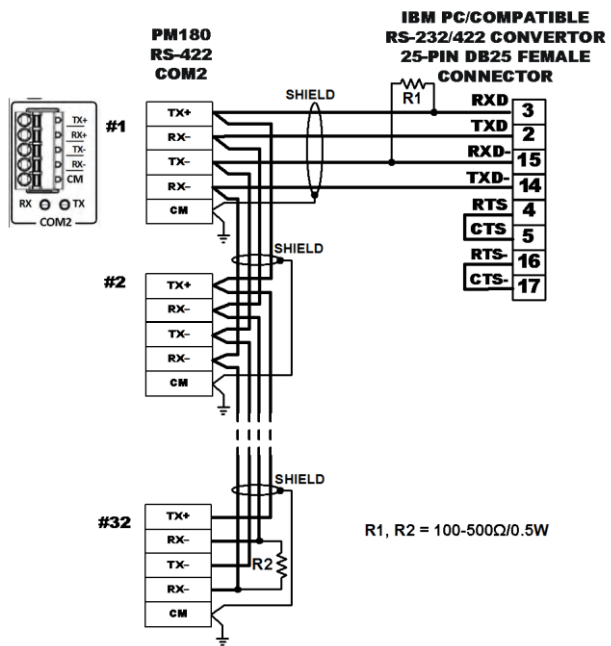 IBM PC/COMPATIBLE
RS-232/422 CONVERTOR
25-PIN DB25 FEMALE
CONNECTOR
PM180
RS-422
COM2
#1
TX+
RX+
TX-
RX-
CM
RX TX
COM2
TX+
RX–
TX–
RX–
CM
SHIELD
R1
RXD 3
TXD 2
RXD- 15
TXD- 14
RTS 4
CTS 5
RTS- 16
CTS- 17
#2
SHIELD
TX+
RX–
TX–
RX–
CM
#32
SHIELD
TX+
RX–
TX–
RX–
CM
R2
R1, R2 = 100-500Ω/0.5W